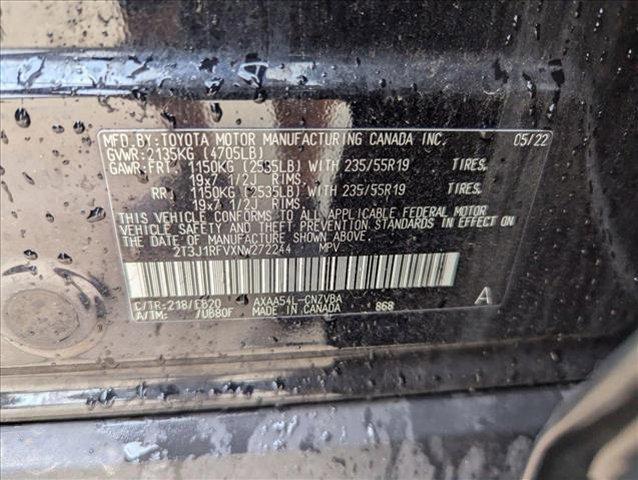 MFD.BY:TOYOTA MOTOR MANUFACTURING CANADA INC. 05/22
GVWR:2135KG (4705LB)
GAWR:FRT. 1150KG (2535LB) WITH 235/55R19 TIRES.
19x7 1/2J RIMS.
RR. 1150KG (2535LB) WITH 235/55R19 TIRES.
19x7 1/2J RIMS.
THIS VEHICLE CONFORMS TO ALL APPLICABLE FEDERAL MOTOR
VEHICLE SAFETY AND THEFT PREVENTION STANDARDS IN EFFECT ON
THE DATE OF MANUFACTURE SHOWN ABOVE.
2T3J1RFVXNW272244 MPV
C/TR:218/EB20 AXAA54L-CNZVBA 868 A
A/TM: /UB80F MADE IN CANADA